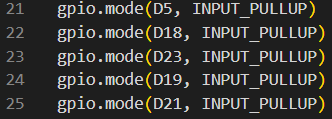 21 gpio.mode(D5, INPUT_PULLUP)
22 gpio.mode(D18, INPUT_PULLUP)
23 gpio.mode(D23, INPUT_PULLUP)
24 gpio.mode(D19, INPUT_PULLUP)
25 gpio.mode(D21, INPUT_PULLUP)